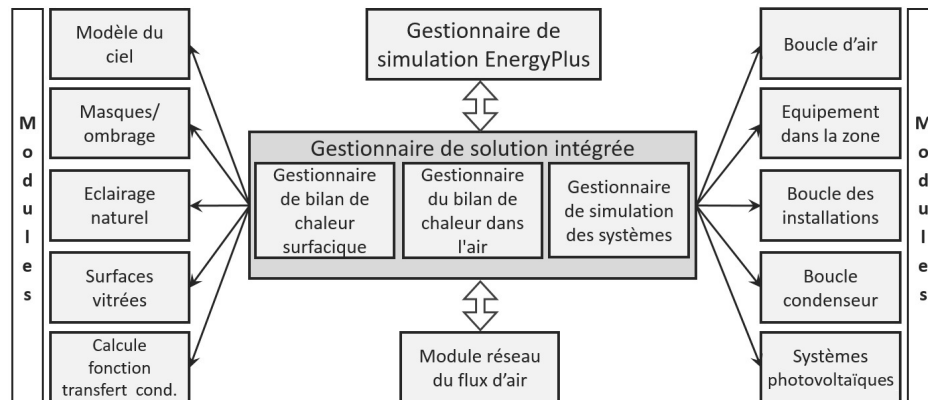 Modules
Modèle du
ciel
Masques/
ombrage
Eclairage
naturel
Surfaces
vitrées
Calcule
fonction
transfert cond.
Gestionnaire de
simulation EnergyPlus
Gestionnaire de solution intégrée
Gestionnaire
de bilan de
chaleur
surfacique
Gestionnaire
du bilan de
chaleur dans
l'air
Gestionnaire
de simulation
des systèmes
Module réseau
du flux d'air
Boucle d'air
Equipement
dans la zone
Boucle des
installations
Boucle
condenseur
Systèmes
photovoltaïques
Modules